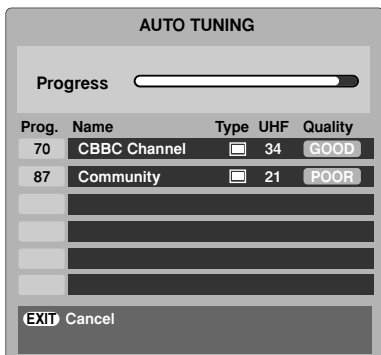 AUTO TUNING
Progress
Prog. Name Type UHF Quality
70 CBBC Channel 34 GOOD
87 Community 21 POOR
EXIT Cancel